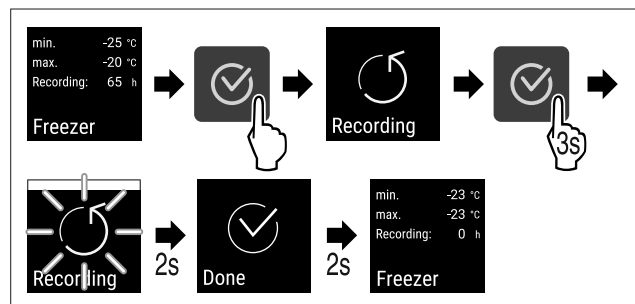 min. -25 °C
max. -20 °C
Recording: 65 h
Freezer
Recording
3s
Recording
2s
Done
2s
min. -23 °C
max. -23 °C
Recording: 0 h
Freezer